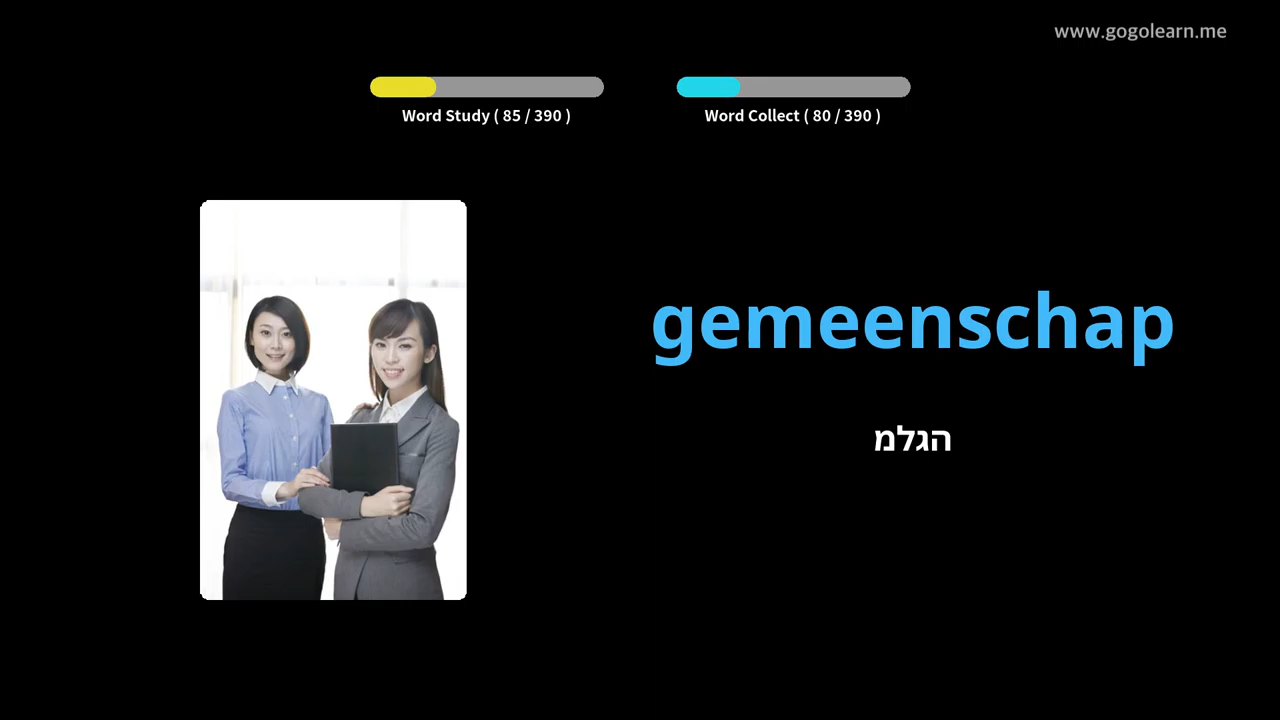 www.gogolearn.me
Word Study ( 85 / 390 )
Word Collect ( 80 / 390 )
gemeenschap
הגלמ